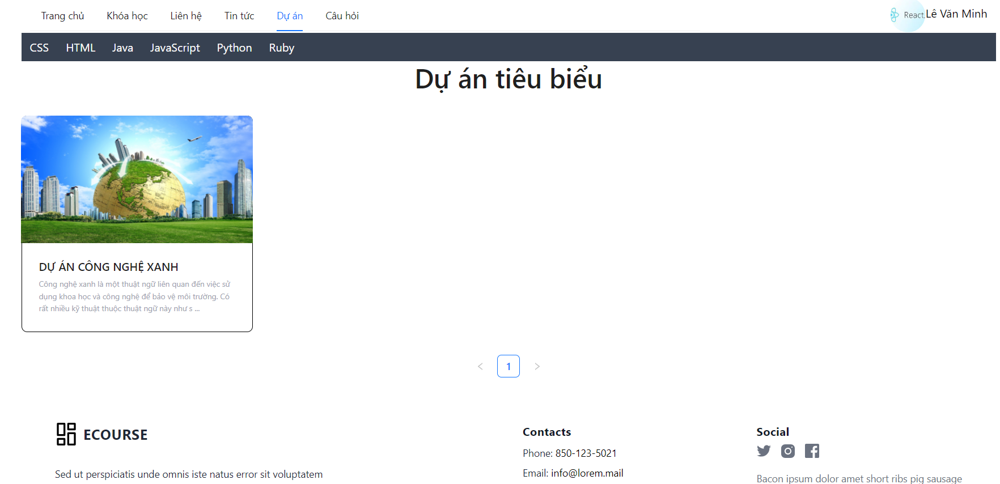 Trang chủ Khóa học Liên hệ Tin tức Dự án Câu hỏi
React. Lê Văn Minh
CSS HTML Java JavaScript Python Ruby
Dự án tiêu biểu
DỰ ÁN CÔNG NGHỆ XANH
Công nghệ xanh là một thuật ngữ liên quan đến việc sử
dụng khoa học và công nghệ để bảo vệ môi trường. Có
rất nhiều kỹ thuật thuộc thuật ngữ này như s ...
< 1 >
ECOURSE
Sed ut perspiciatis unde omnis iste natus error sit voluptatem
Contacts
Phone: 850-123-5021
Email: info@lorem.mail
Social
Bacon ipsum dolor amet short ribs pig sausage